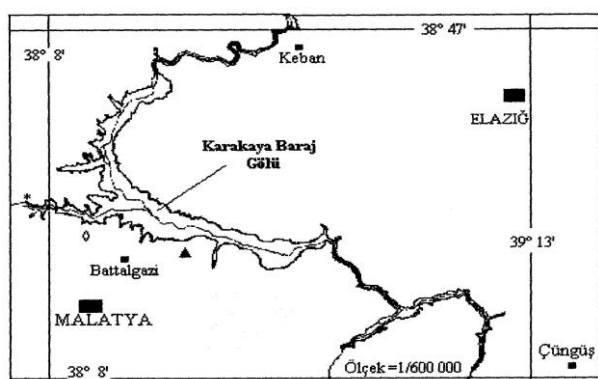 38° 8'
38° 47'
Keban
ELAZIĞ
Karakaya Baraj
Gölü
*
39° 13'
Battalgazi
MALATYA
Ölçek =1/600 000
Çüngüş
38° 8'